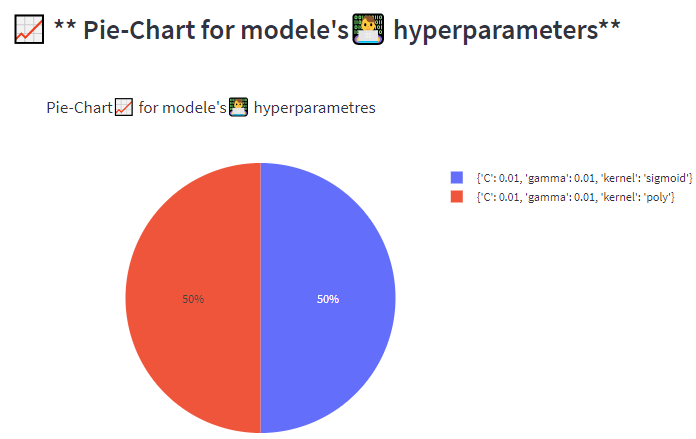 📈 ** Pie-Chart for modele's👨‍💻 hyperparameters**
Pie-Chart📈 for modele's👨‍💻 hyperparametres
{'C': 0.01, 'gamma': 0.01, 'kernel': 'sigmoid'}
{'C': 0.01, 'gamma': 0.01, 'kernel': 'poly'}
50%
50%